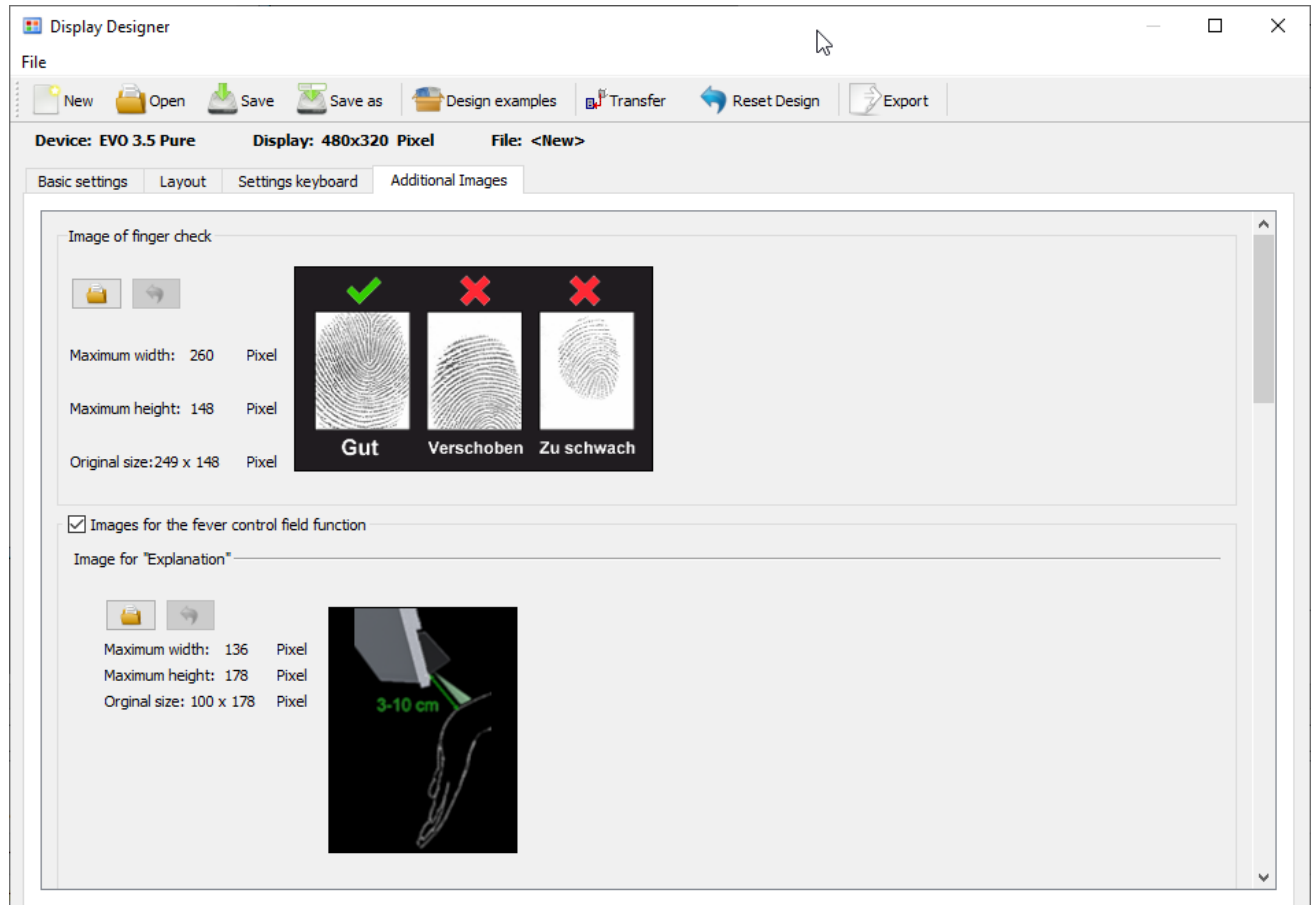 Display Designer
File
New Open Save Save as Design examples Transfer Reset Design Export
Device: EVO 3.5 Pure Display: 480x320 Pixel File: <New>
Basic settings Layout Settings keyboard Additional Images
Image of finger check
Maximum width: 260 Pixel
Maximum height: 148 Pixel
Original size:249 x 148 Pixel
Gut Verschoben Zu schwach
Images for the fever control field function
Image for "Explanation"
Maximum width: 136 Pixel
Maximum height: 178 Pixel
Orginal size: 100 x 178 Pixel
3-10 cm